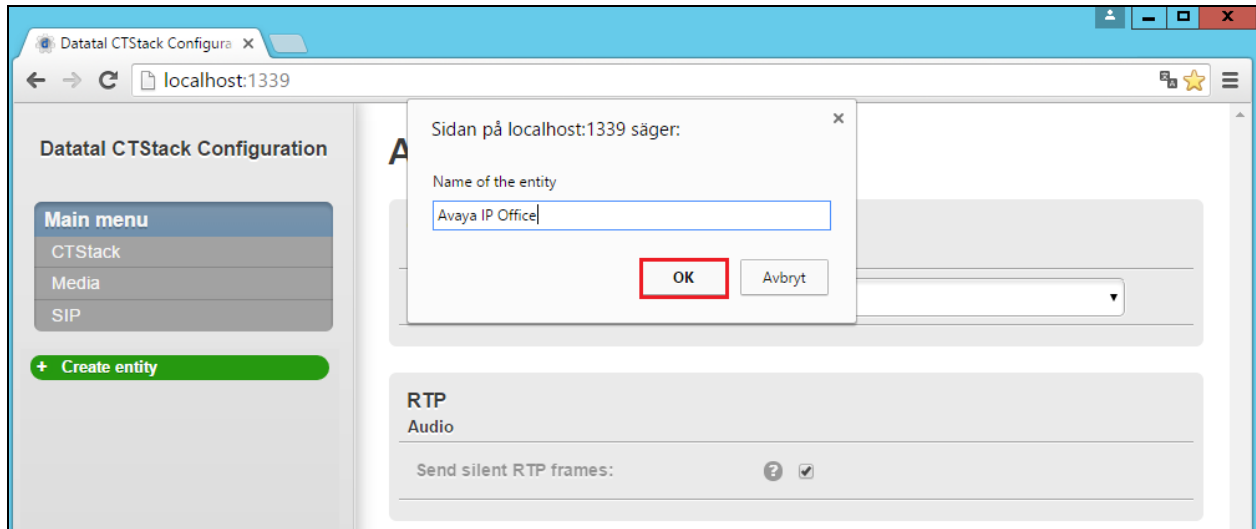 Datatal CTStack Configura
localhost:1339
Datatal CTStack Configuration
Main menu
CTStack
Media
SIP
+ Create entity
A
Sidan på localhost:1339 säger:
Name of the entity
Avaya IP Office
OK
Avbryt
RTP
Audio
Send silent RTP frames: